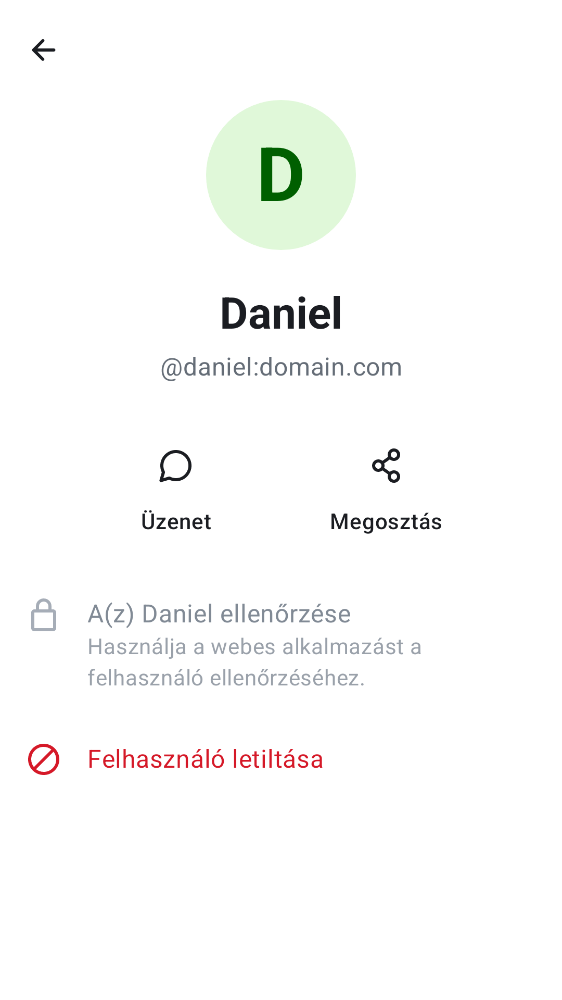 D
Daniel
@daniel:domain.com
Üzenet
Megosztás
A(z) Daniel ellenőrzése
Használja a webes alkalmazást a
felhasználó ellenőrzéséhez.
Felhasználó letiltása